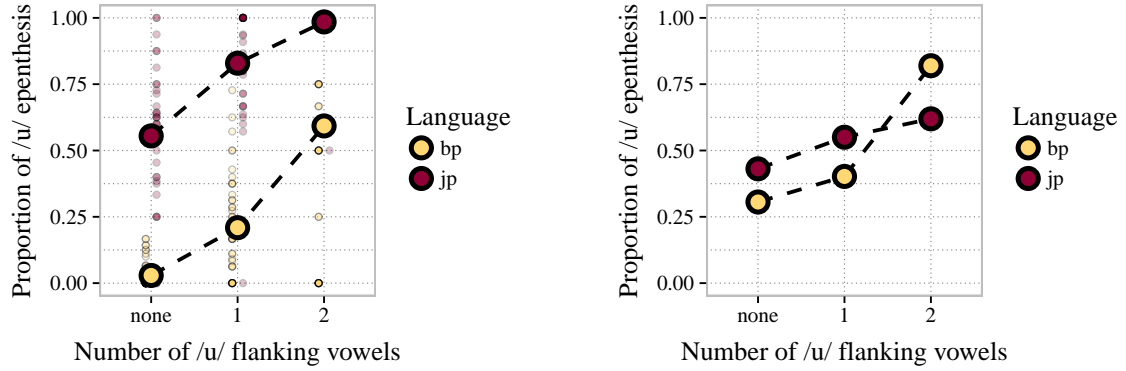 Proportion of /u/ epenthesis
1.00
0.75
0.50
0.25
0.00
none 1 2
Number of /u/ flanking vowels
Language
bp
jp
Proportion of /u/ epenthesis
1.00
0.75
0.50
0.25
0.00
none 1 2
Number of /u/ flanking vowels
Language
bp
jp